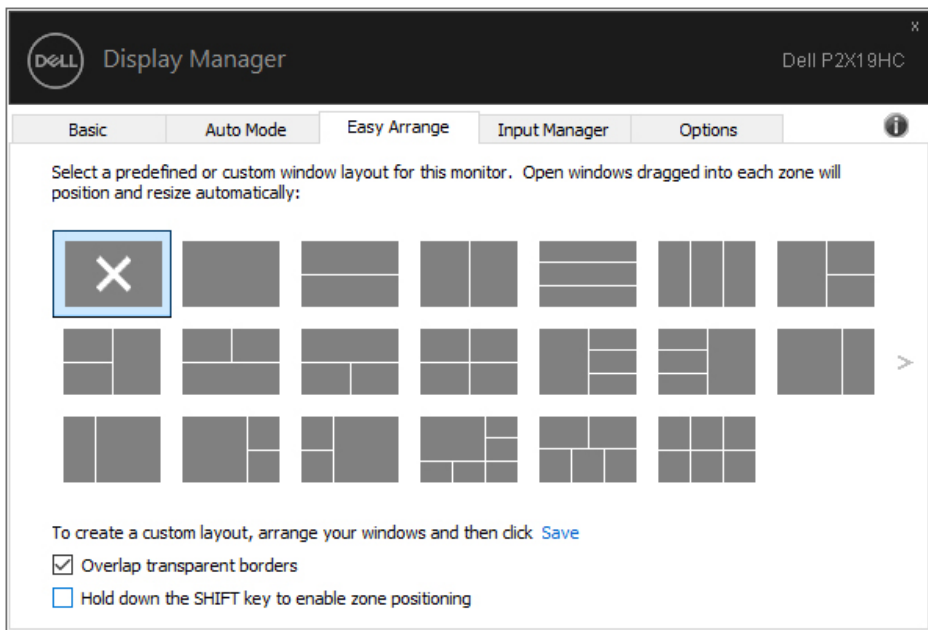 x
DELL
Display Manager
Dell P2X19HC
Basic
Auto Mode
Easy Arrange
Input Manager
Options
i
Select a predefined or custom window layout for this monitor. Open windows dragged into each zone will
position and resize automatically:
>
To create a custom layout, arrange your windows and then click Save
Overlap transparent borders
Hold down the SHIFT key to enable zone positioning